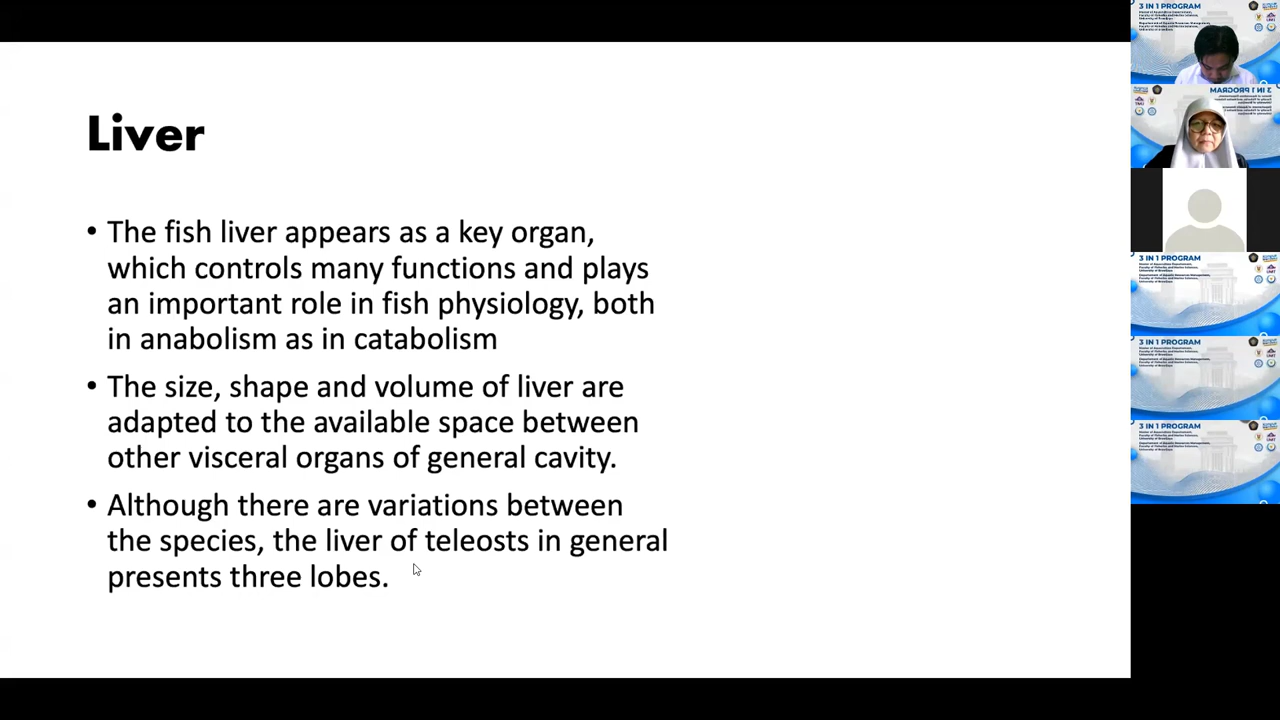 Liver
• The fish liver appears as a key organ,
which controls many functions and plays
an important role in fish physiology, both
in anabolism as in catabolism
• The size, shape and volume of liver are
adapted to the available space between
other visceral organs of general cavity.
• Although there are variations between
the species, the liver of teleosts in general
presents three lobes.
3 IN 1 PROGRAM
3 IN 1 PROGRAM
3 IN 1 PROGRAM
3 IN 1 PROGRAM
3 IN 1 PROGRAM